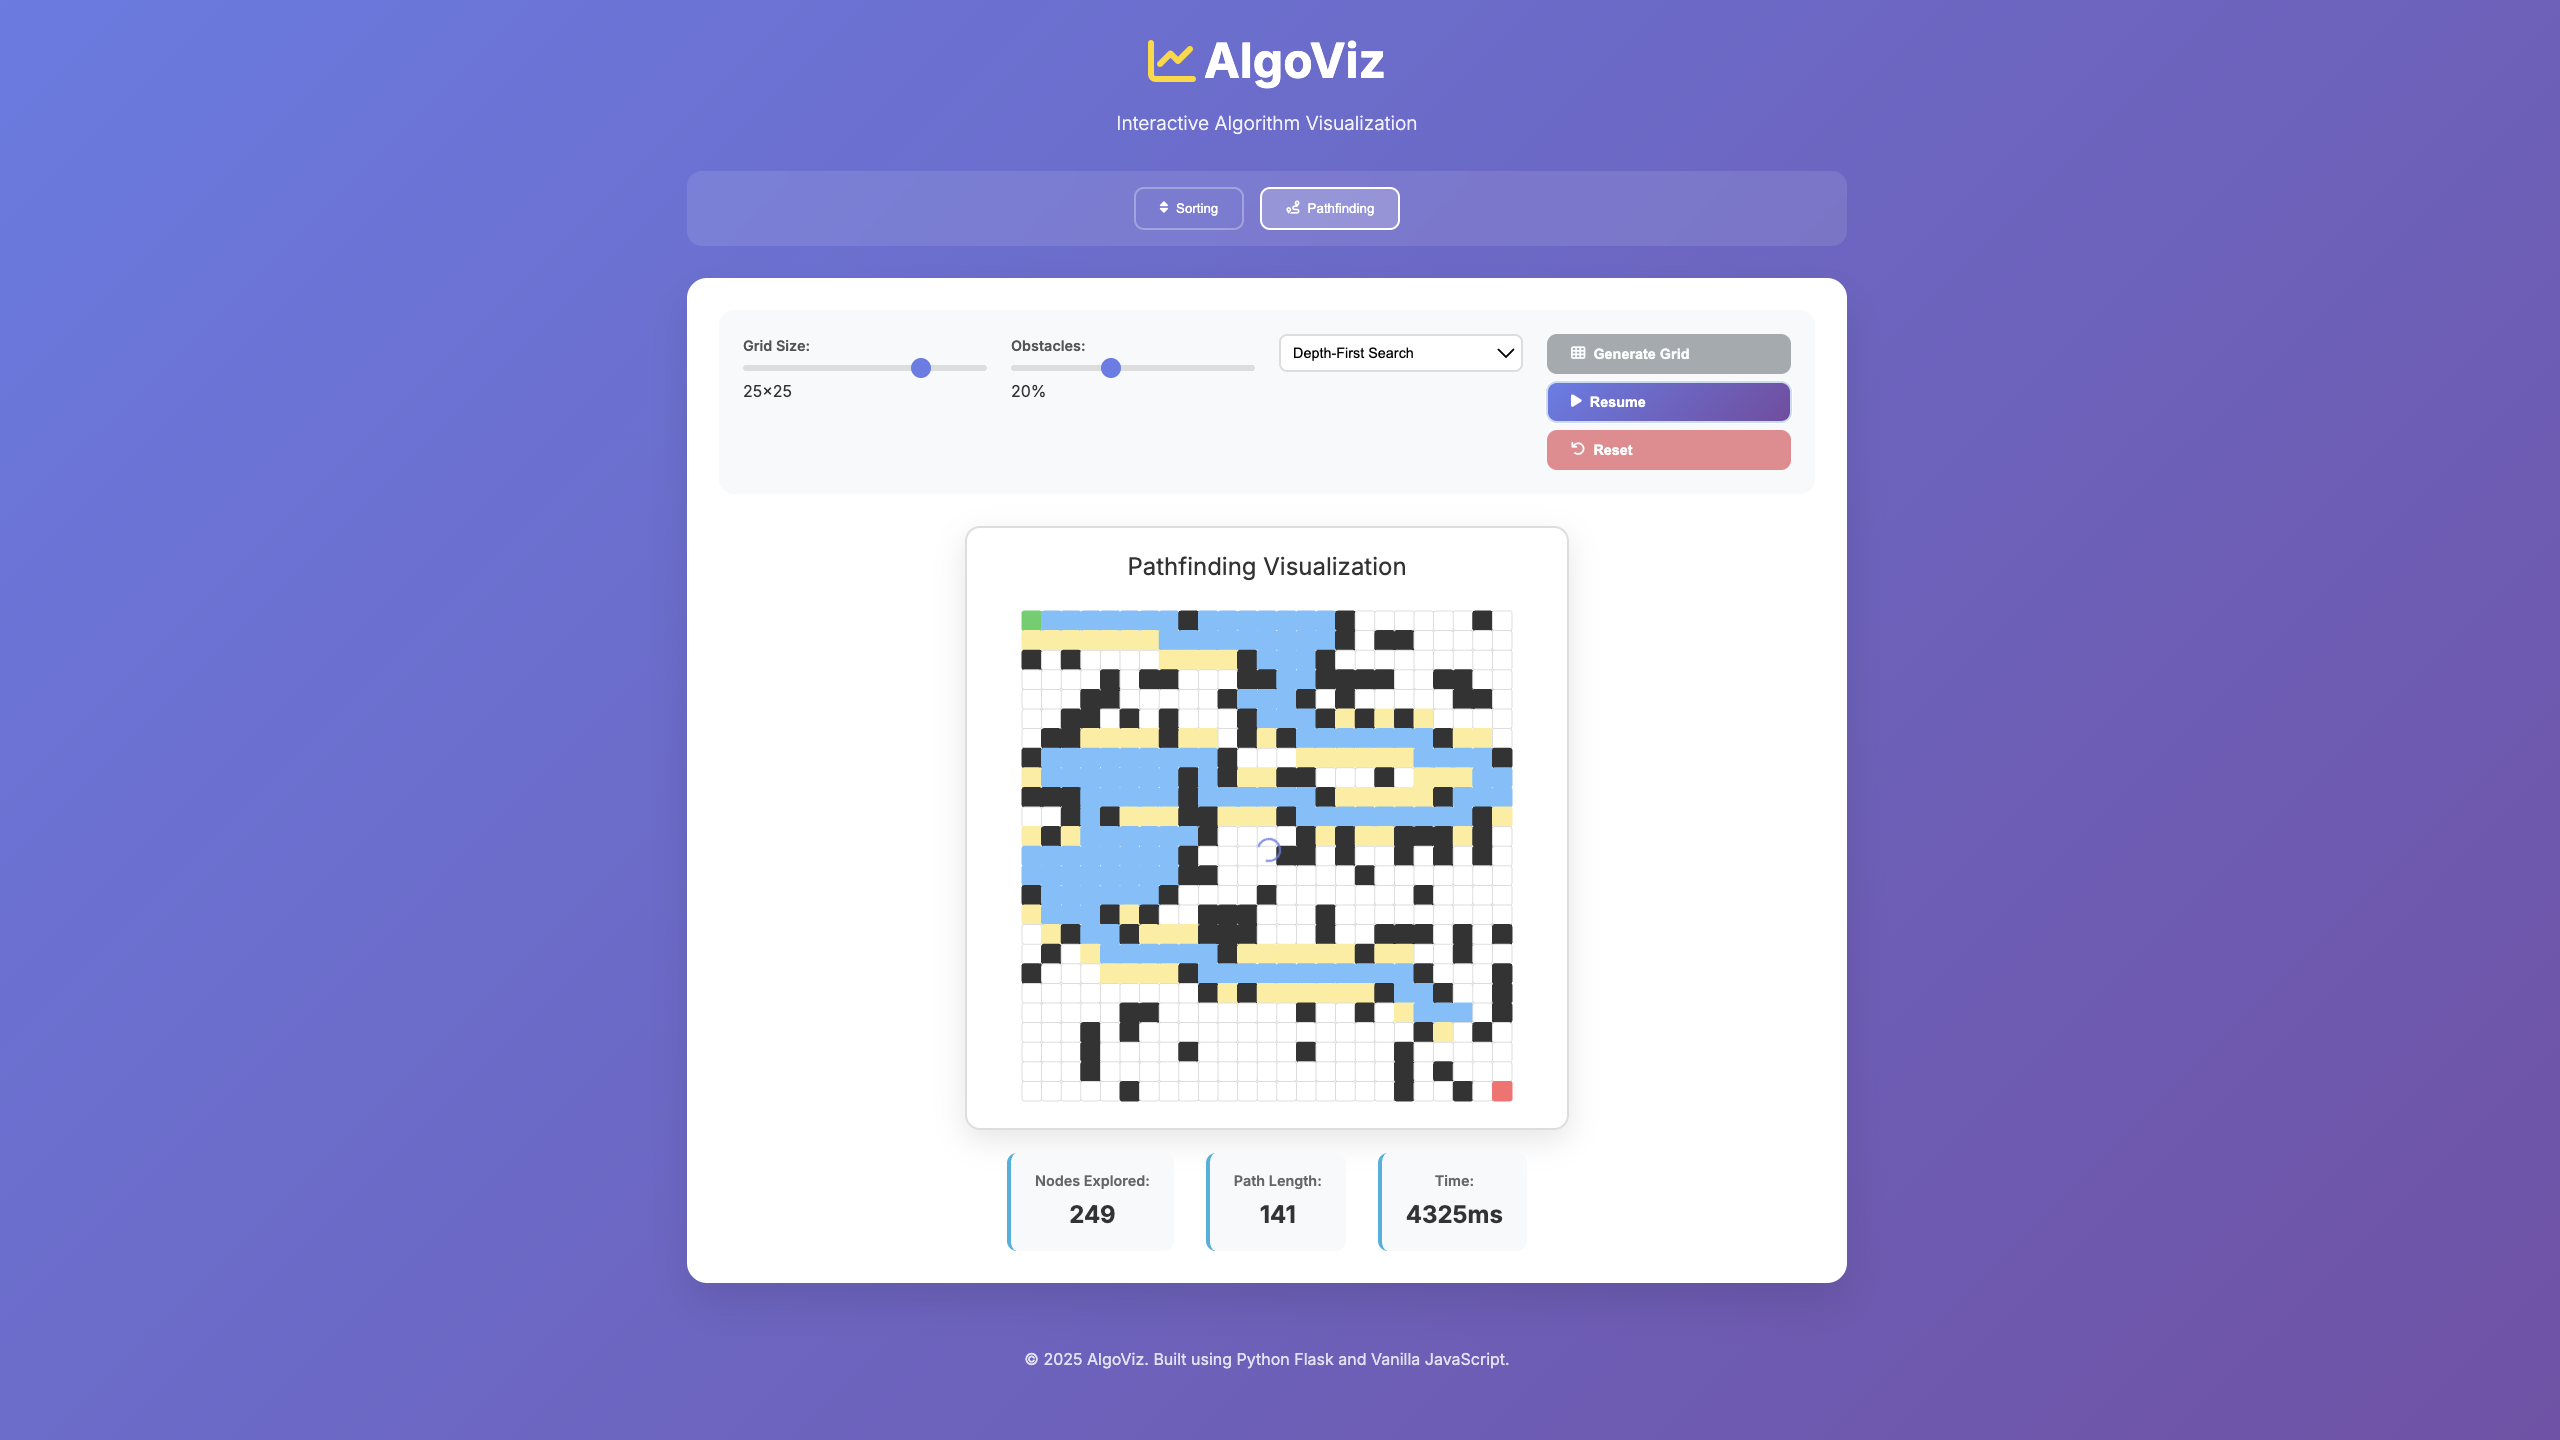 AlgoViz
Interactive Algorithm Visualization
Sorting
Pathfinding
Grid Size:
25×25
Obstacles:
20%
Depth-First Search
Generate Grid
Resume
Reset
Pathfinding Visualization
Nodes Explored:
249
Path Length:
141
Time:
4325ms
© 2025 AlgoViz. Built using Python Flask and Vanilla JavaScript.